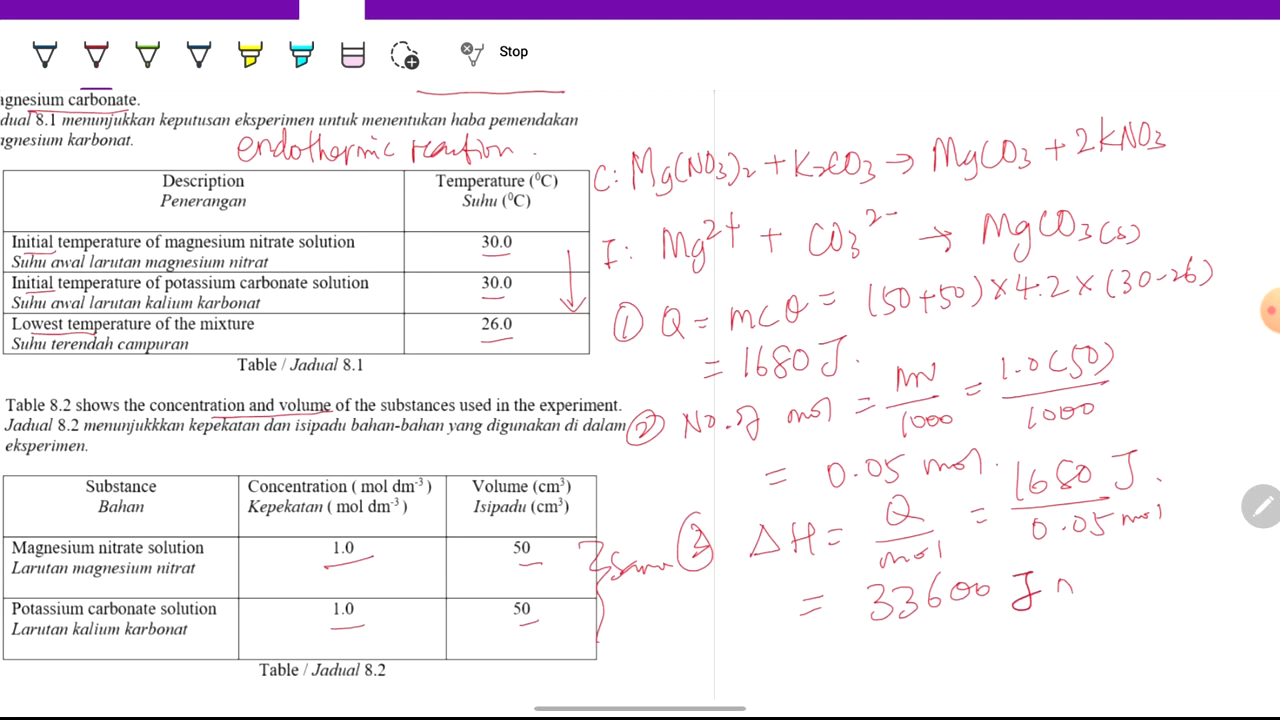 Stop
agnesium carbonate.
dual 8.1 menunjukkan keputusan eksperimen untuk menentukan haba pemendakan
agnesium karbonat.
endothermic reaction.
Description
Penerangan
Temperature (⁰C)
Suhu (⁰C)
Initial temperature of magnesium nitrate solution
Suhu awal larutan magnesium nitrat
30.0
Initial temperature of potassium carbonate solution
Suhu awal larutan kalium karbonat
30.0
Lowest temperature of the mixture
Suhu terendah campuran
26.0
Table / Jadual 8.1
Table 8.2 shows the concentration and volume of the substances used in the experiment.
Jadual 8.2 menunjukkkan kepekatan dan isipadu bahan-bahan yang digunakan di dalam
eksperimen.
Substance
Bahan
Concentration ( mol dm⁻³ )
Kepekatan ( mol dm⁻³ )
Volume (cm³)
Isipadu (cm³)
Magnesium nitrate solution
Larutan magnesium nitrat
1.0
50
Potassium carbonate solution
Larutan kalium karbonat
1.0
50
same
Table / Jadual 8.2
C: Mg(NO3)2 + K2CO3 → MgCO3 + 2KNO3
I: Mg²⁺ + CO3²⁻ → MgCO3(s)
① Q = mcθ = (50+50) × 4.2 × (30-26)
= 1680 J.
② No. of mol = MV/1000 = 1.0(50)/1000
= 0.05 mol.
③ ΔH = Q/mol = 1680 J./0.05 mol
= 33600 J